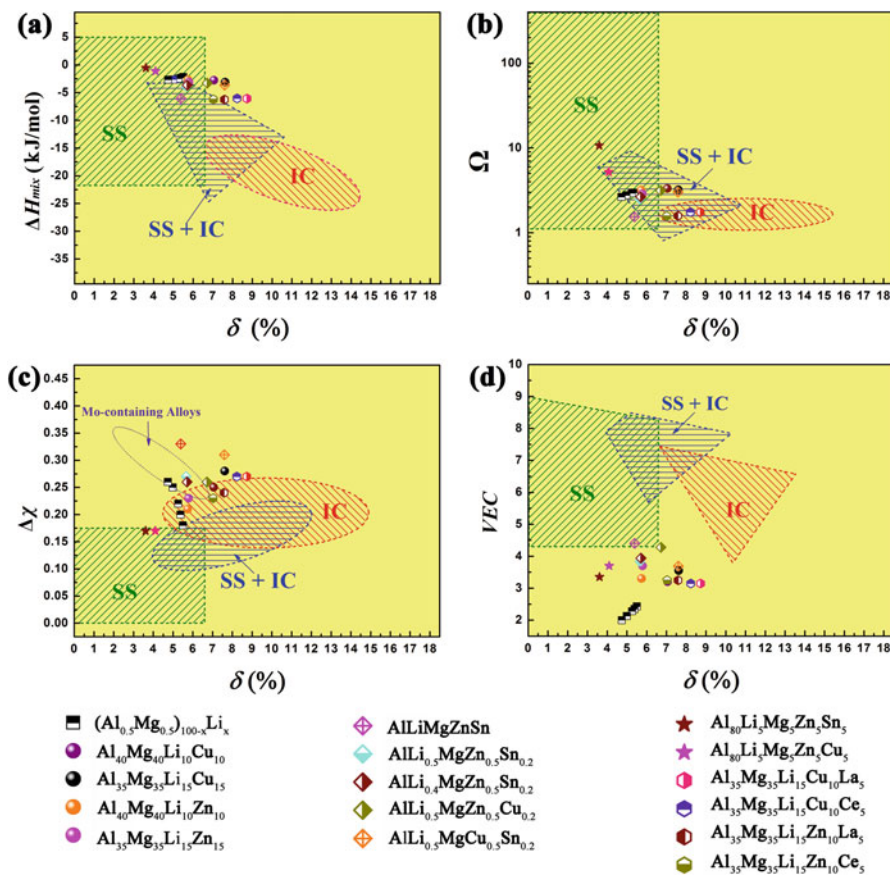 (a)
5
0
-5
-10
-15
-20
-25
-30
-35
ΔHmix (kJ/mol)
SS
SS + IC
IC
0 1 2 3 4 5 6 7 8 9 10 11 12 13 14 15 16 17 18
δ (%)
(b)
100
10
1
Ω
SS
SS + IC
IC
0 1 2 3 4 5 6 7 8 9 10 11 12 13 14 15 16 17 18
δ (%)
(c)
0.45
0.40
0.35
0.30
0.25
0.20
0.15
0.10
0.05
0.00
Δχ
Mo-containing Alloys
IC
SS
SS + IC
0 1 2 3 4 5 6 7 8 9 10 11 12 13 14 15 16 17 18
δ (%)
(d)
10
9
8
7
6
5
4
3
2
VEC
SS + IC
SS
IC
0 1 2 3 4 5 6 7 8 9 10 11 12 13 14 15 16 17 18
δ (%)
(Al0.5Mg0.5)100-xLix
Al40Mg40Li10Cu10
Al35Mg35Li15Cu15
Al40Mg40Li10Zn10
Al35Mg35Li15Zn15
AlLiMgZnSn
AlLi0.5MgZn0.5Sn0.2
AlLi0.4MgZn0.5Sn0.2
AlLi0.5MgZn0.5Cu0.2
AlLi0.5MgCu0.5Sn0.2
Al80Li5Mg5Zn5Sn5
Al80Li5Mg5Zn5Cu5
Al35Mg35Li15Cu10La5
Al35Mg35Li15Cu10Ce5
Al35Mg35Li15Zn10La5
Al35Mg35Li15Zn10Ce5